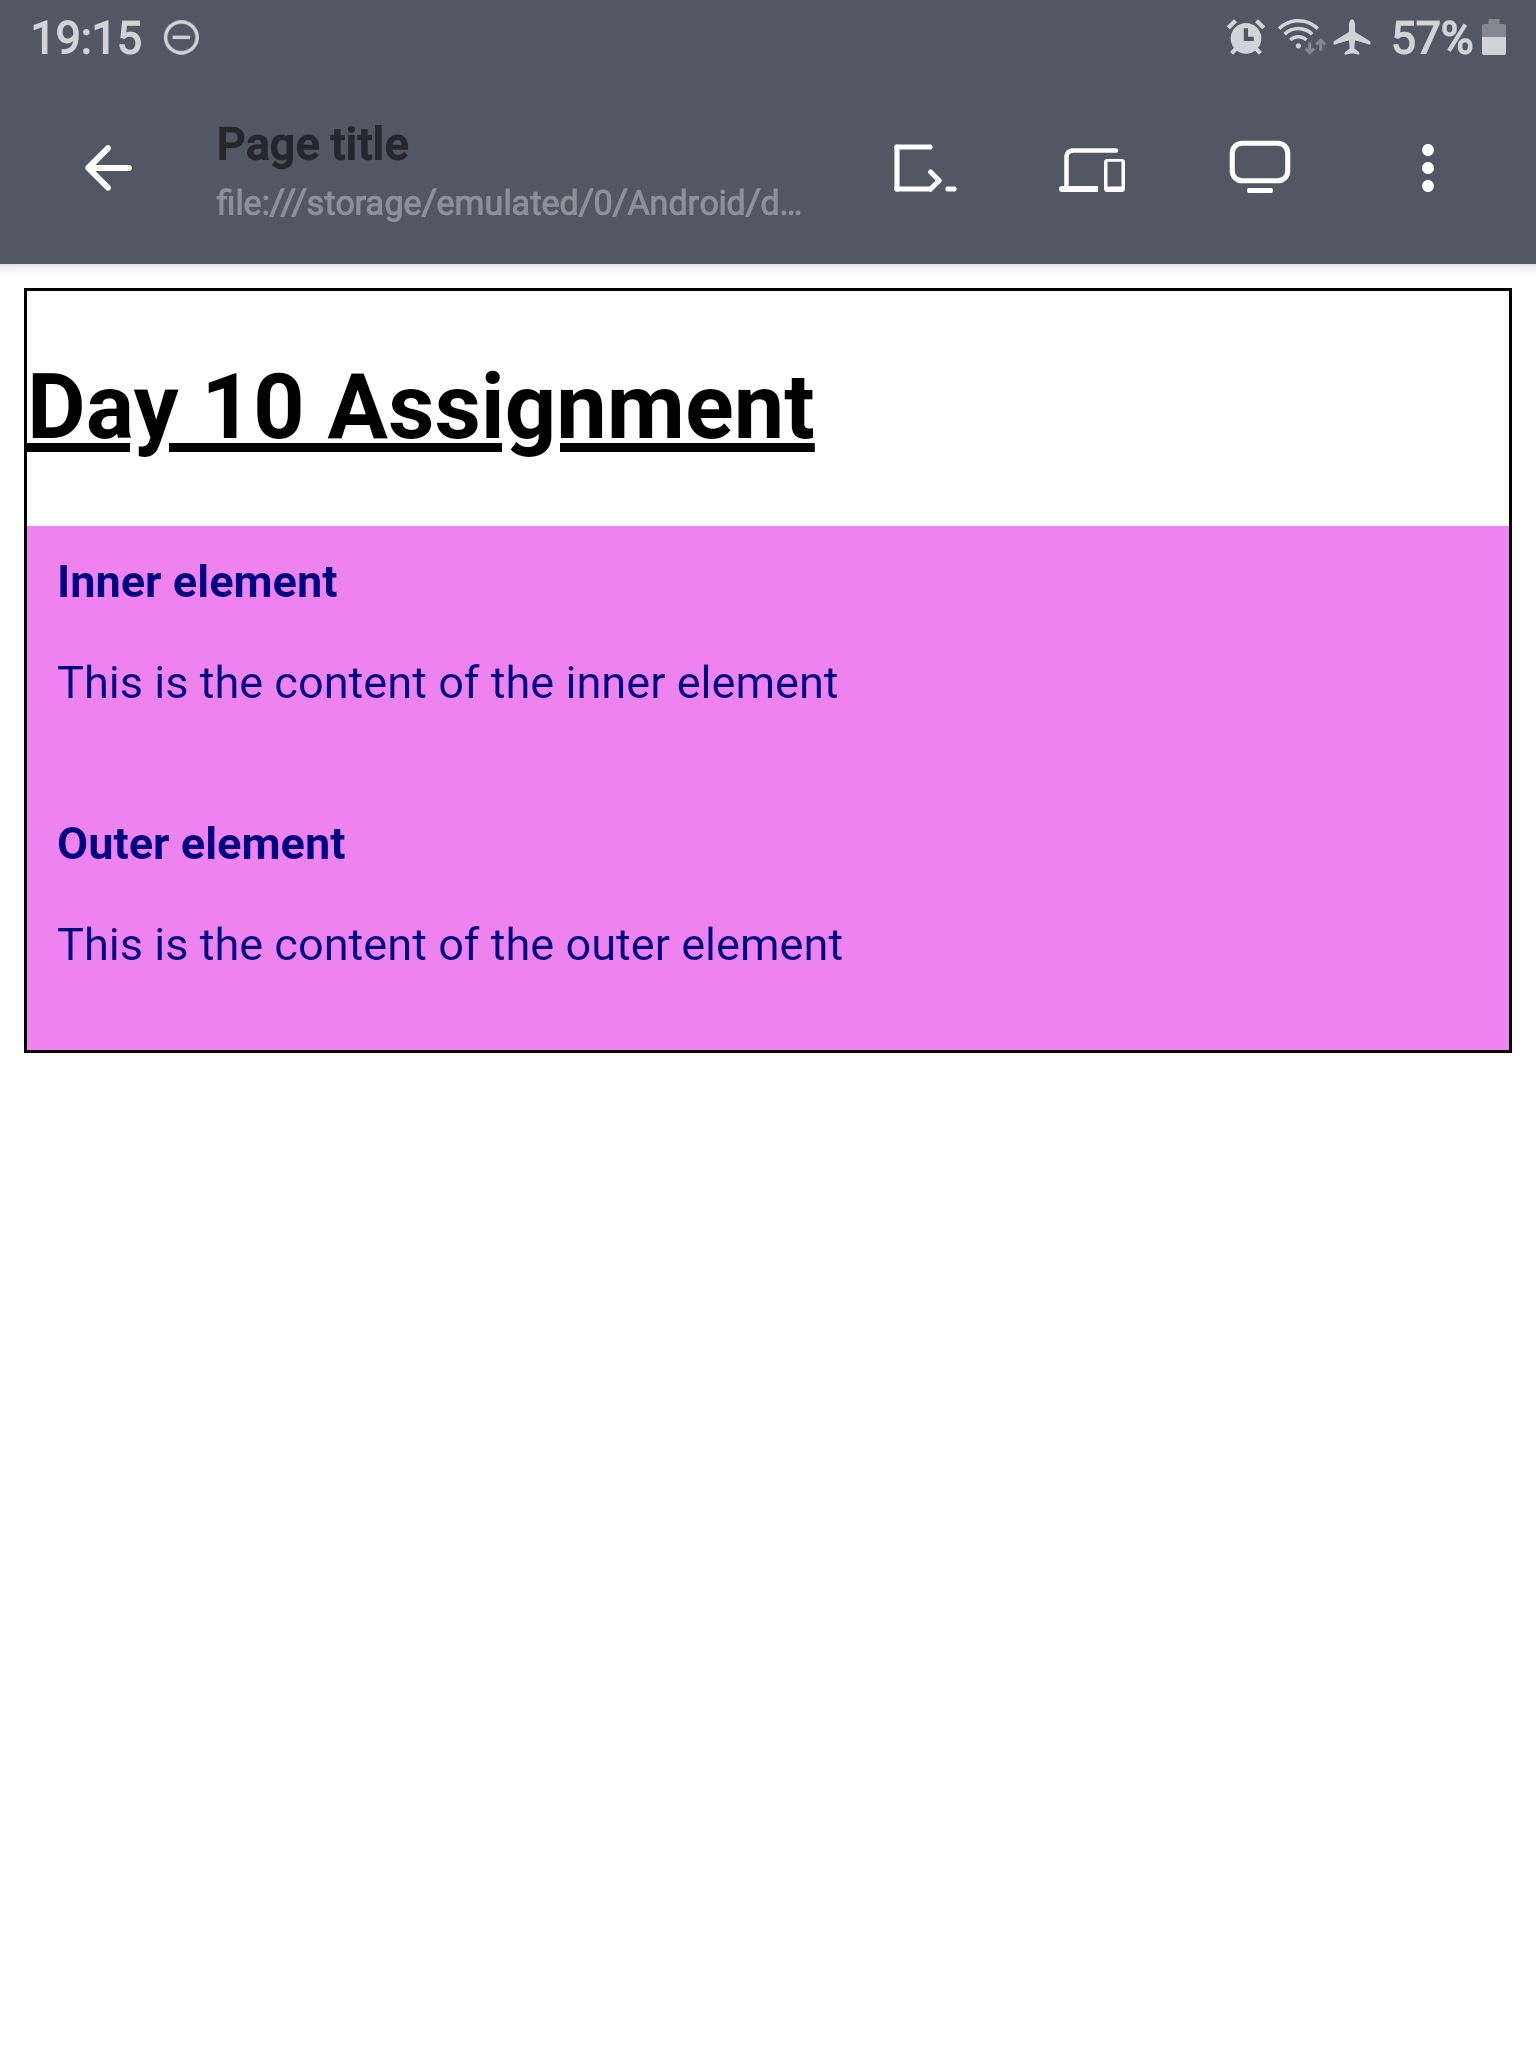 19:15
57%
Page title
file:///storage/emulated/0/Android/d...
Day 10 Assignment
Inner element
This is the content of the inner element
Outer element
This is the content of the outer element